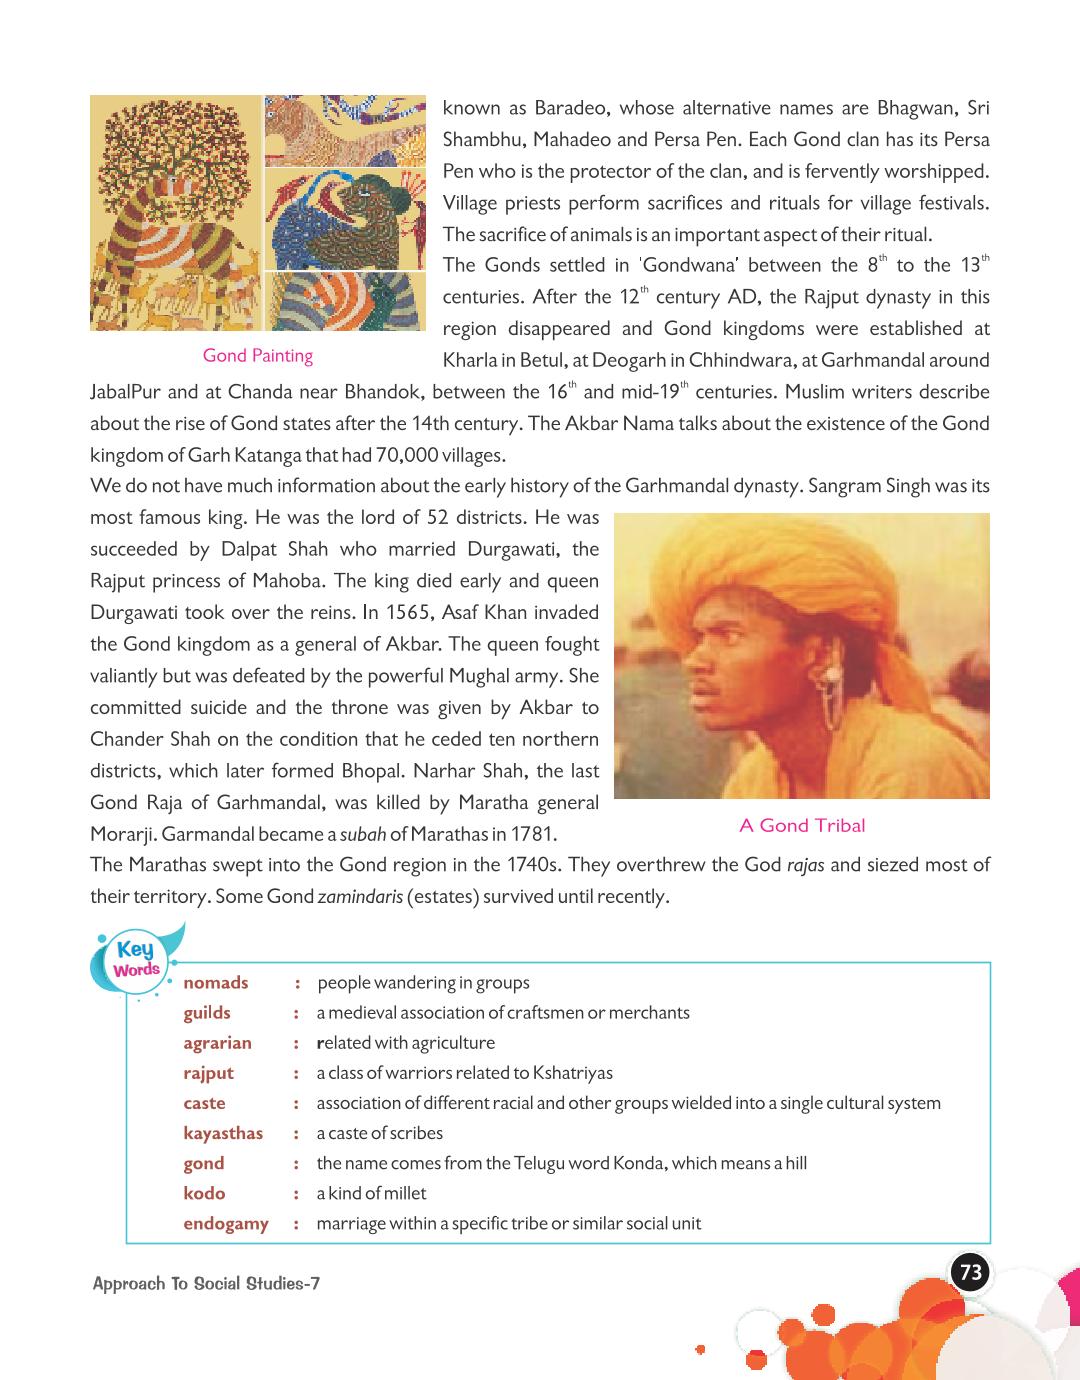 known as Baradeo, whose alternative names are Bhagwan, Sri
Shambhu, Mahadeo and Persa Pen. Each Gond clan has its Persa
Pen who is the protector of the clan, and is fervently worshipped.
Village priests perform sacrifices and rituals for village festivals.
The sacrifice of animals is an important aspect of their ritual.
The Gonds settled in 'Gondwana' between the 8th to the 13th
centuries. After the 12th century AD, the Rajput dynasty in this
region disappeared and Gond kingdoms were established at
Gond Painting
Kharla in Betul, at Deogarh in Chhindwara, at Garhmandal around
JabalPur and at Chanda near Bhandok, between the 16th and mid-19th centuries. Muslim writers describe
about the rise of Gond states after the 14th century. The Akbar Nama talks about the existence of the Gond
kingdom of Garh Katanga that had 70,000 villages.
We do not have much information about the early history of the Garhmandal dynasty. Sangram Singh was its
most famous king. He was the lord of 52 districts. He was
succeeded by Dalpat Shah who married Durgawati, the
Rajput princess of Mahoba. The king died early and queen
Durgawati took over the reins. In 1565, Asaf Khan invaded
the Gond kingdom as a general of Akbar. The queen fought
valiantly but was defeated by the powerful Mughal army. She
committed suicide and the throne was given by Akbar to
Chander Shah on the condition that he ceded ten northern
districts, which later formed Bhopal. Narhar Shah, the last
Gond Raja of Garhmandal, was killed by Maratha general
Morarji. Garmandal became a subah of Marathas in 1781.
A Gond Tribal
The Marathas swept into the Gond region in the 1740s. They overthrew the God rajas and siezed most of
their territory. Some Gond zamindaris (estates) survived until recently.
Key
Words
nomads : people wandering in groups
guilds : a medieval association of craftsmen or merchants
agrarian : related with agriculture
rajput : a class of warriors related to Kshatriyas
caste : association of different racial and other groups wielded into a single cultural system
kayasthas : a caste of scribes
gond : the name comes from the Telugu word Konda, which means a hill
kodo : a kind of millet
endogamy : marriage within a specific tribe or similar social unit
Approach To Social Studies-7
73